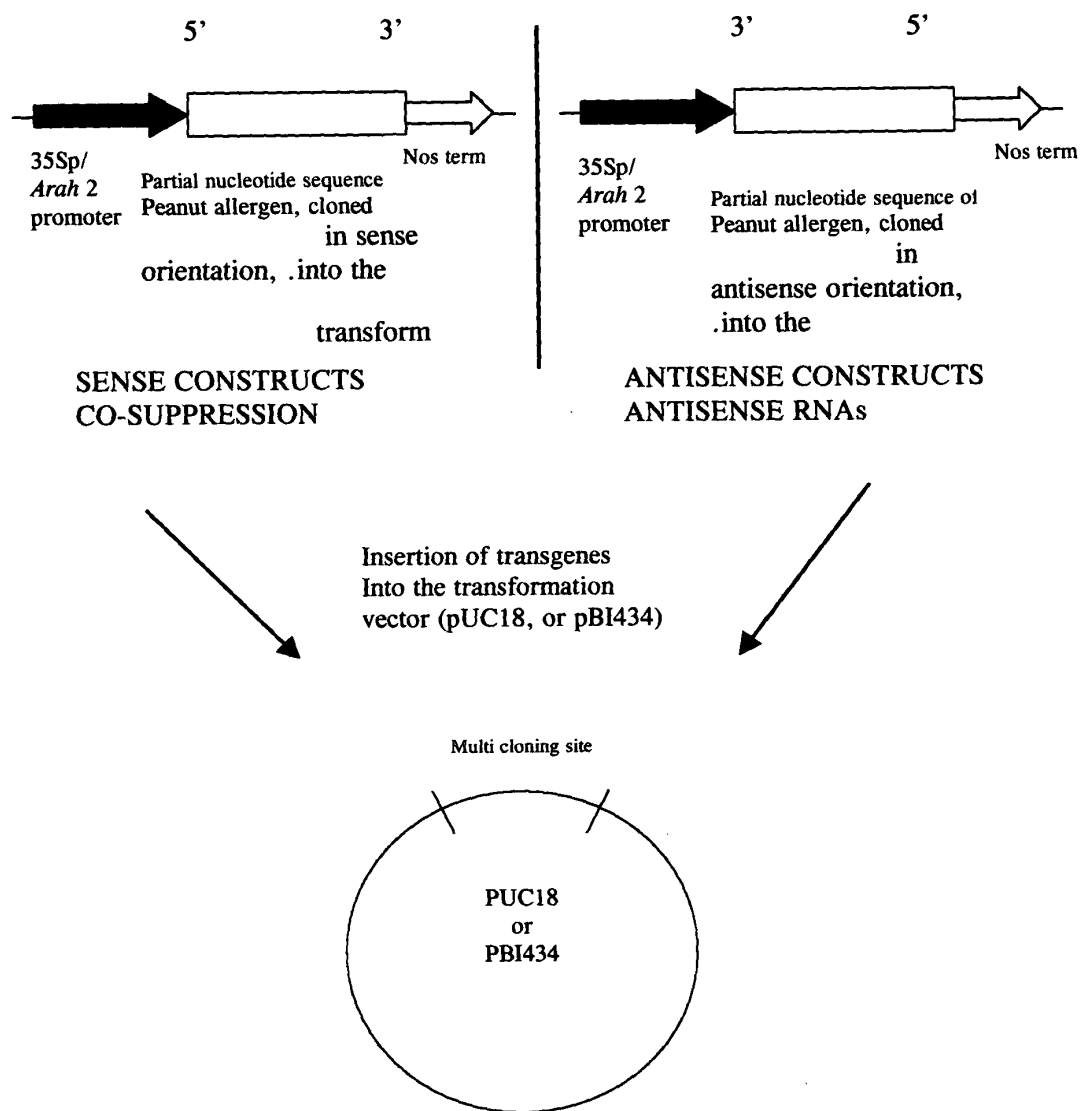 5' 3'
Nos term
35Sp/
Arah 2
promoter
Partial nucleotide sequence
Peanut allergen, cloned
in sense
orientation, .into the
transform
SENSE CONSTRUCTS
CO-SUPPRESSION
3' 5'
Nos term
35Sp/
Arah 2
promoter
Partial nucleotide sequence of
Peanut allergen, cloned
in
antisense orientation,
.into the
ANTISENSE CONSTRUCTS
ANTISENSE RNAs
Insertion of transgenes
Into the transformation
vector (pUC18, or pBI434)
Multi cloning site
PUC18
or
PBI434